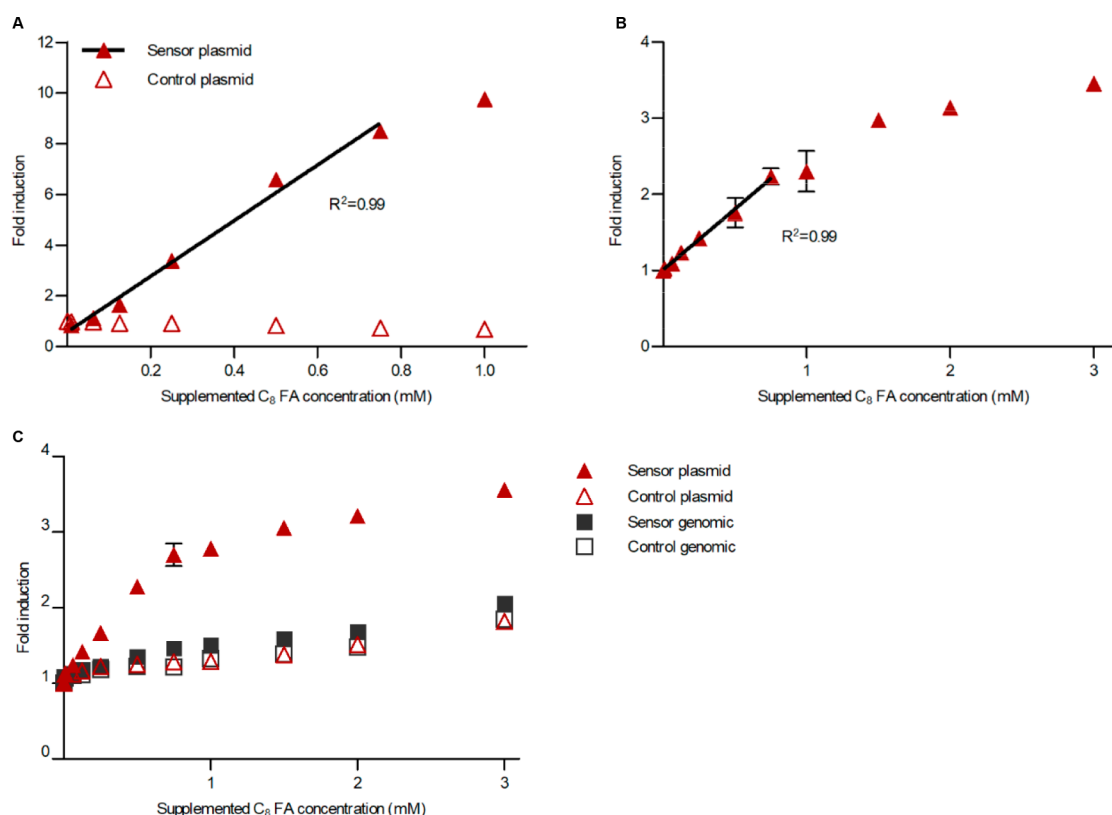 A
12
10
8
6
4
2
0
Fold induction
Sensor plasmid
Control plasmid
R²=0.99
0.2 0.4 0.6 0.8 1.0
Supplemented C₈ FA concentration (mM)
B
4
3
2
1
0
Fold induction
R²=0.99
1 2 3
Supplemented C₈ FA concentration (mM)
C
4
3
2
1
0
Fold induction
1 2 3
Supplemented C₈ FA concentration (mM)
Sensor plasmid
Control plasmid
Sensor genomic
Control genomic